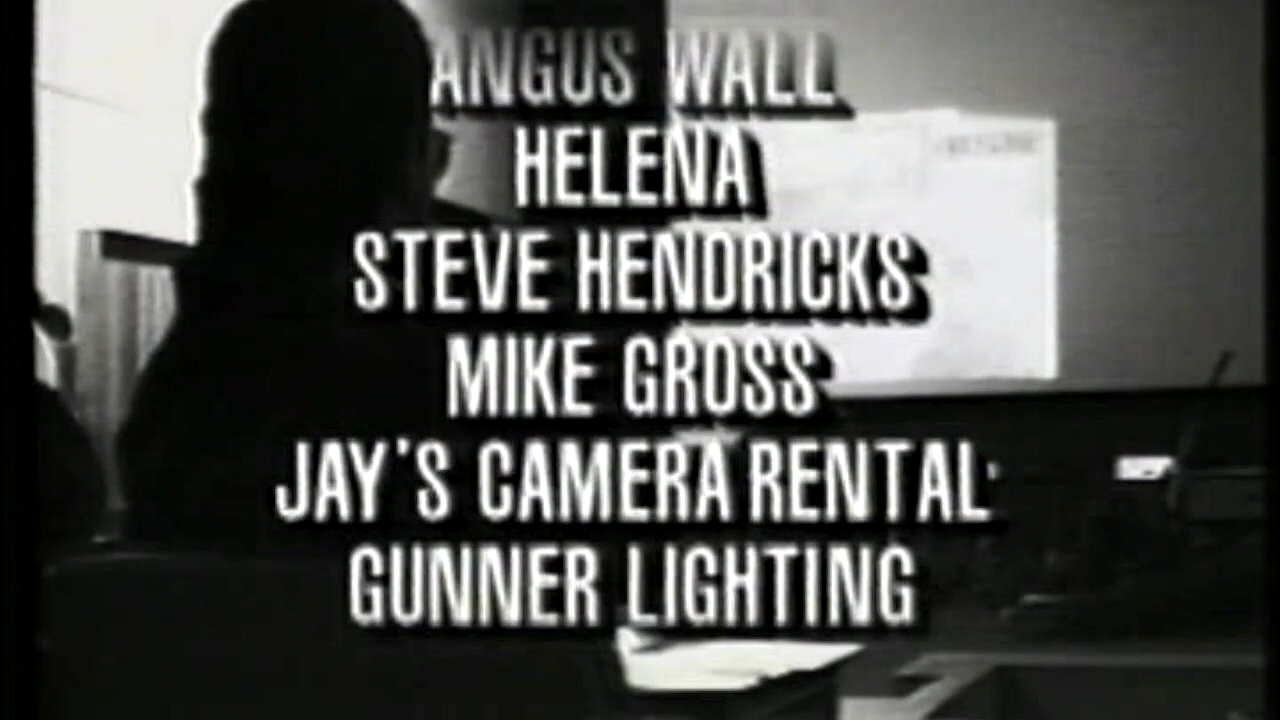 ANGUS WALL
HELENA
STEVE HENDRICKS
MIKE GROSS
JAY'S CAMERA RENTAL
GUNNER LIGHTING